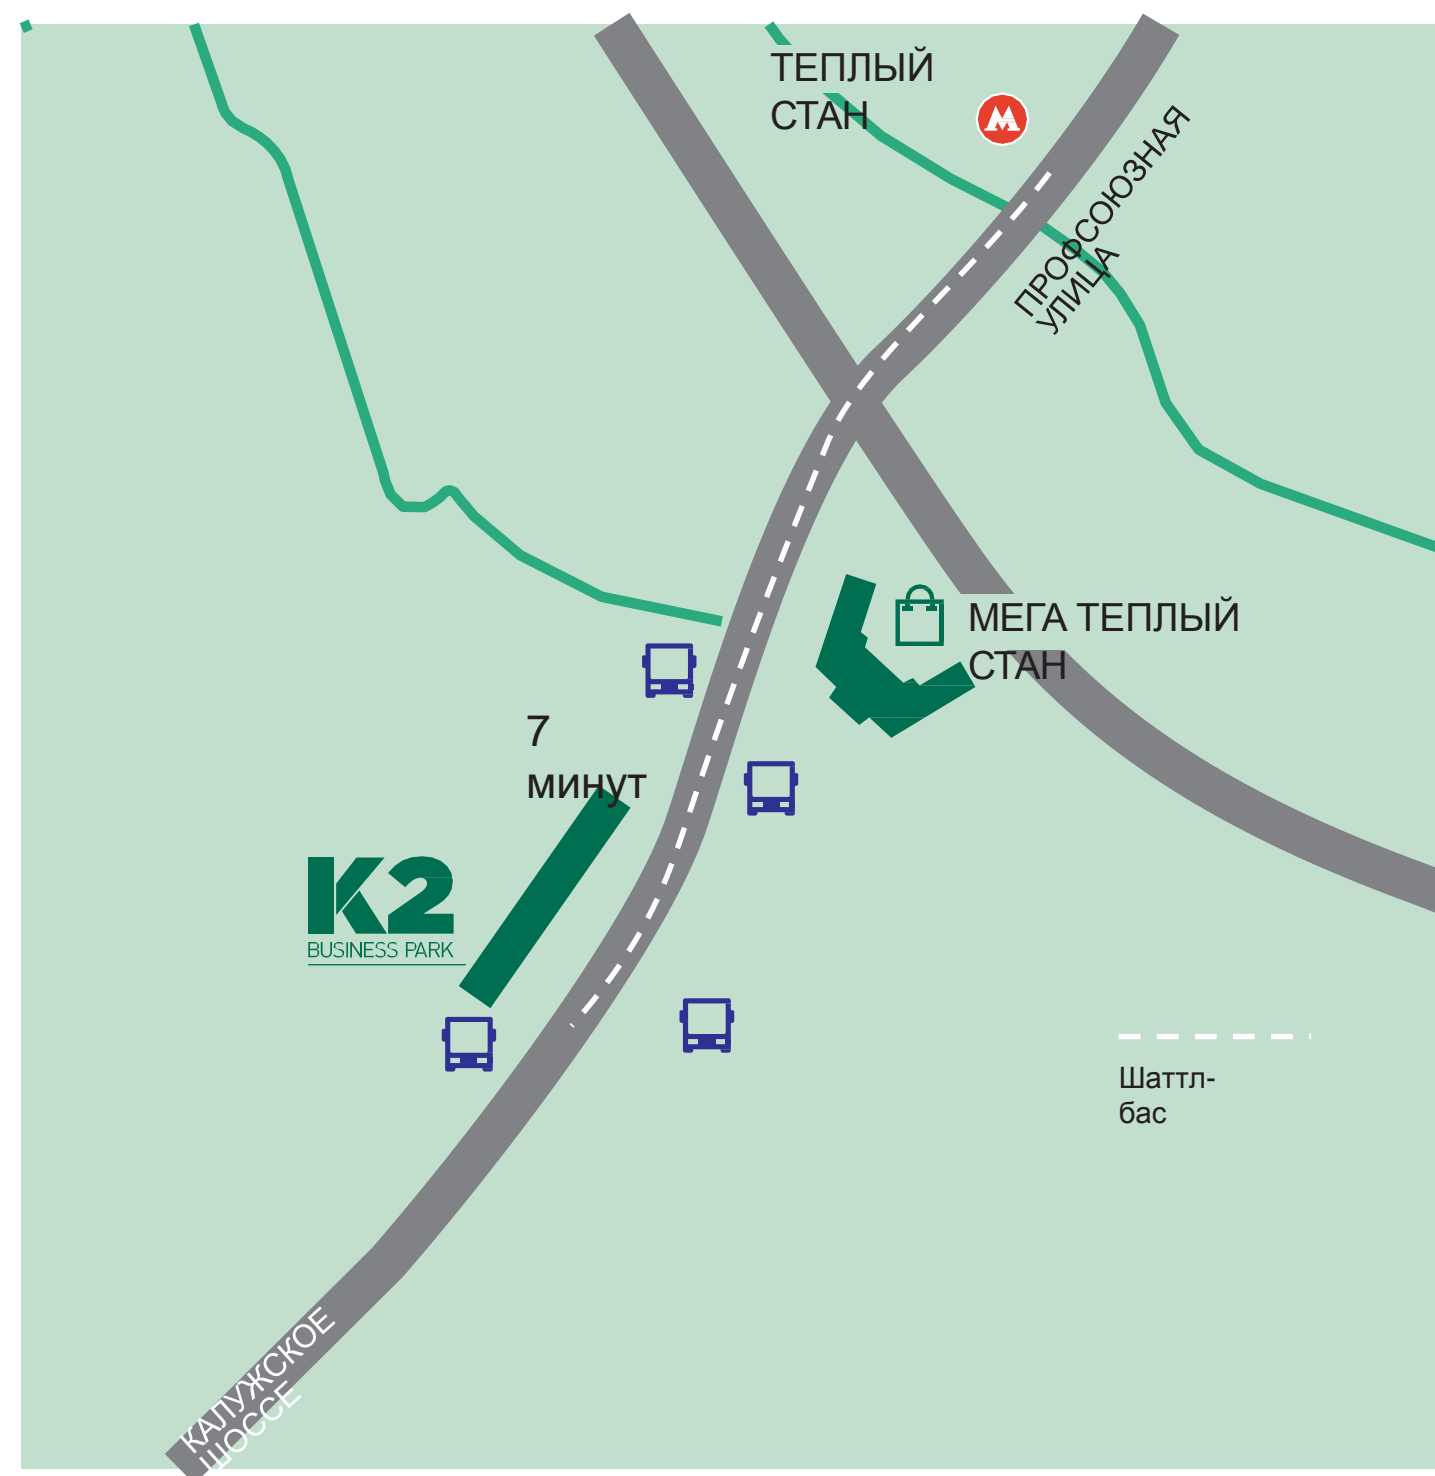 ТЕПЛЫЙ
СТАН
ПРОФСОЮЗНАЯ
УЛИЦА
МЕГА ТЕПЛЫЙ
СТАН
7
минут
K2
BUSINESS PARK
Шаттл-
бас
КАЛУЖСКОЕ
ШОССЕ